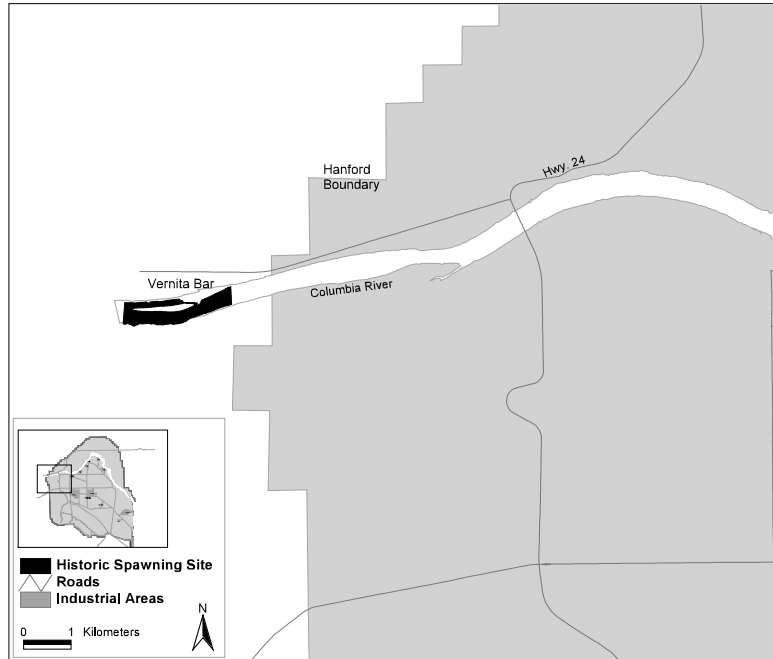 Hwy. 24
Hanford
Boundary
Vernita Bar
Columbia River
Historic Spawning Site
Roads
Industrial Areas
N
0 1 Kilometers